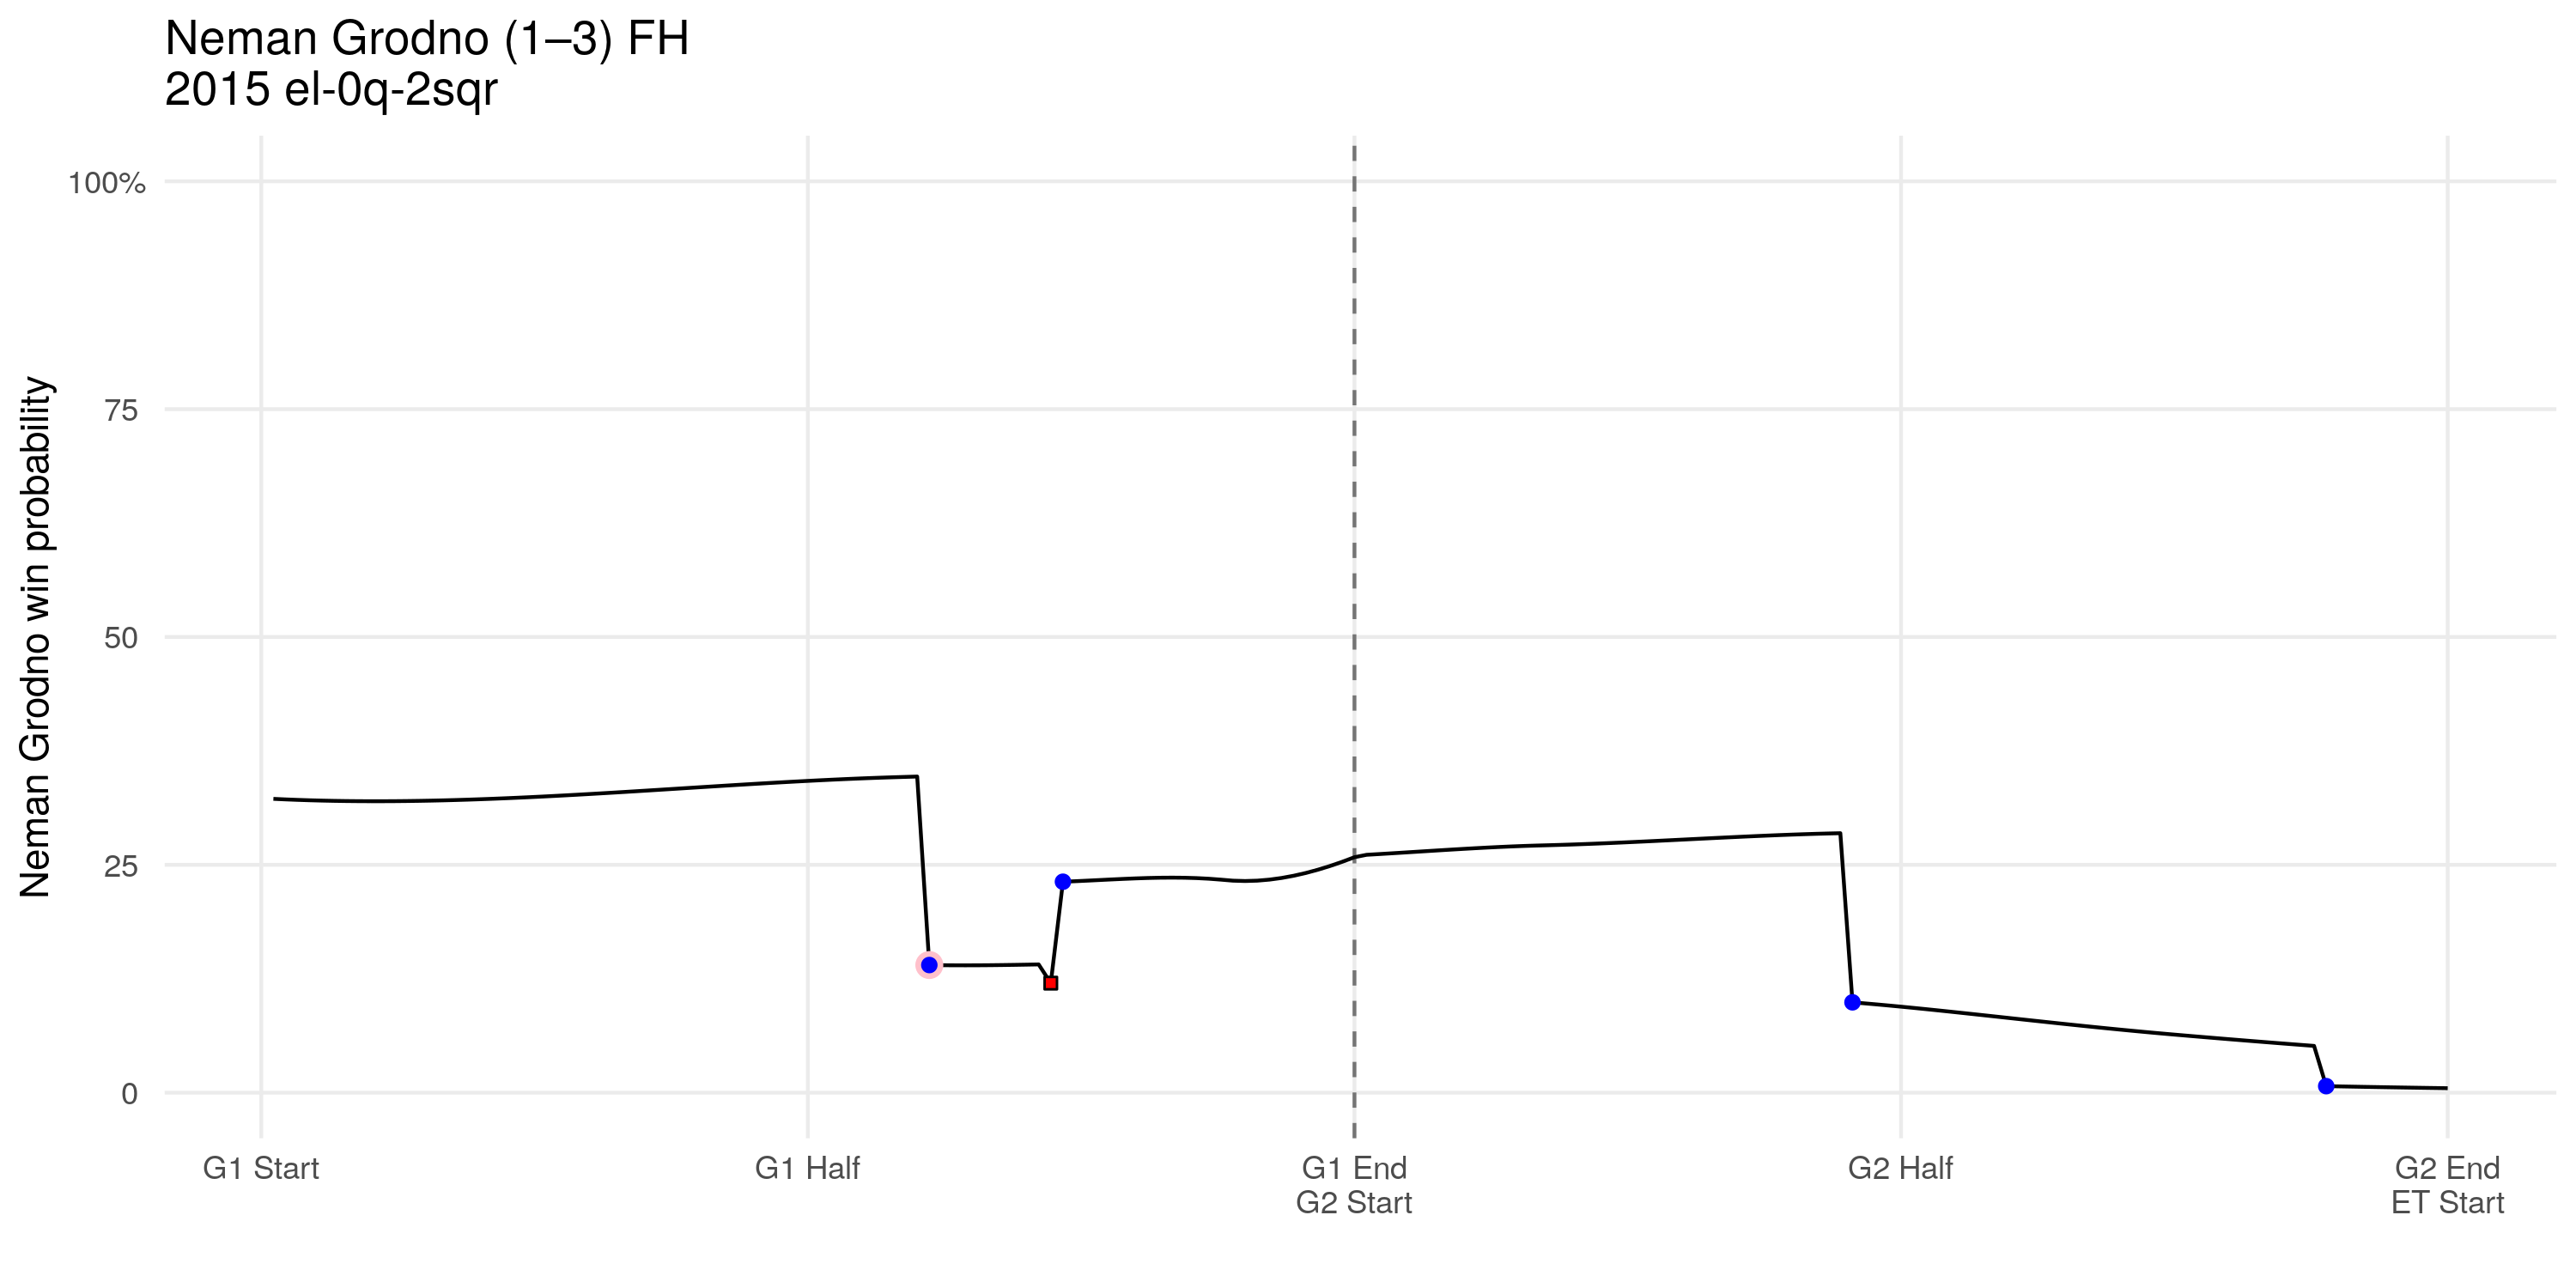 Neman Grodno (1–3) FH
2015 el-0q-2sqr
Neman Grodno win probability
100%
75
50
25
0
G1 Start
G1 Half
G1 End
G2 Start
G2 Half
G2 End
ET Start